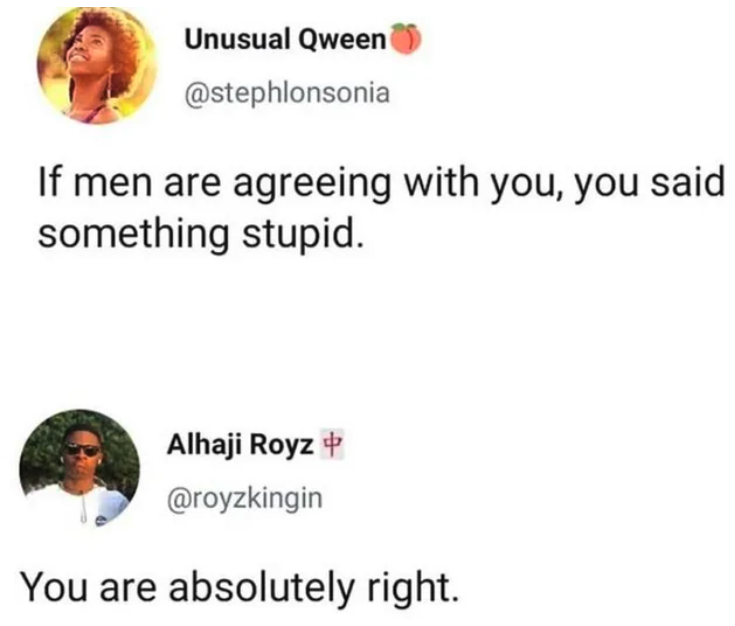 Unusual Qween🍑
@stephlonsonia
If men are agreeing with you, you said
something stupid.
Alhaji Royz 🀄
@royzkingin
You are absolutely right.